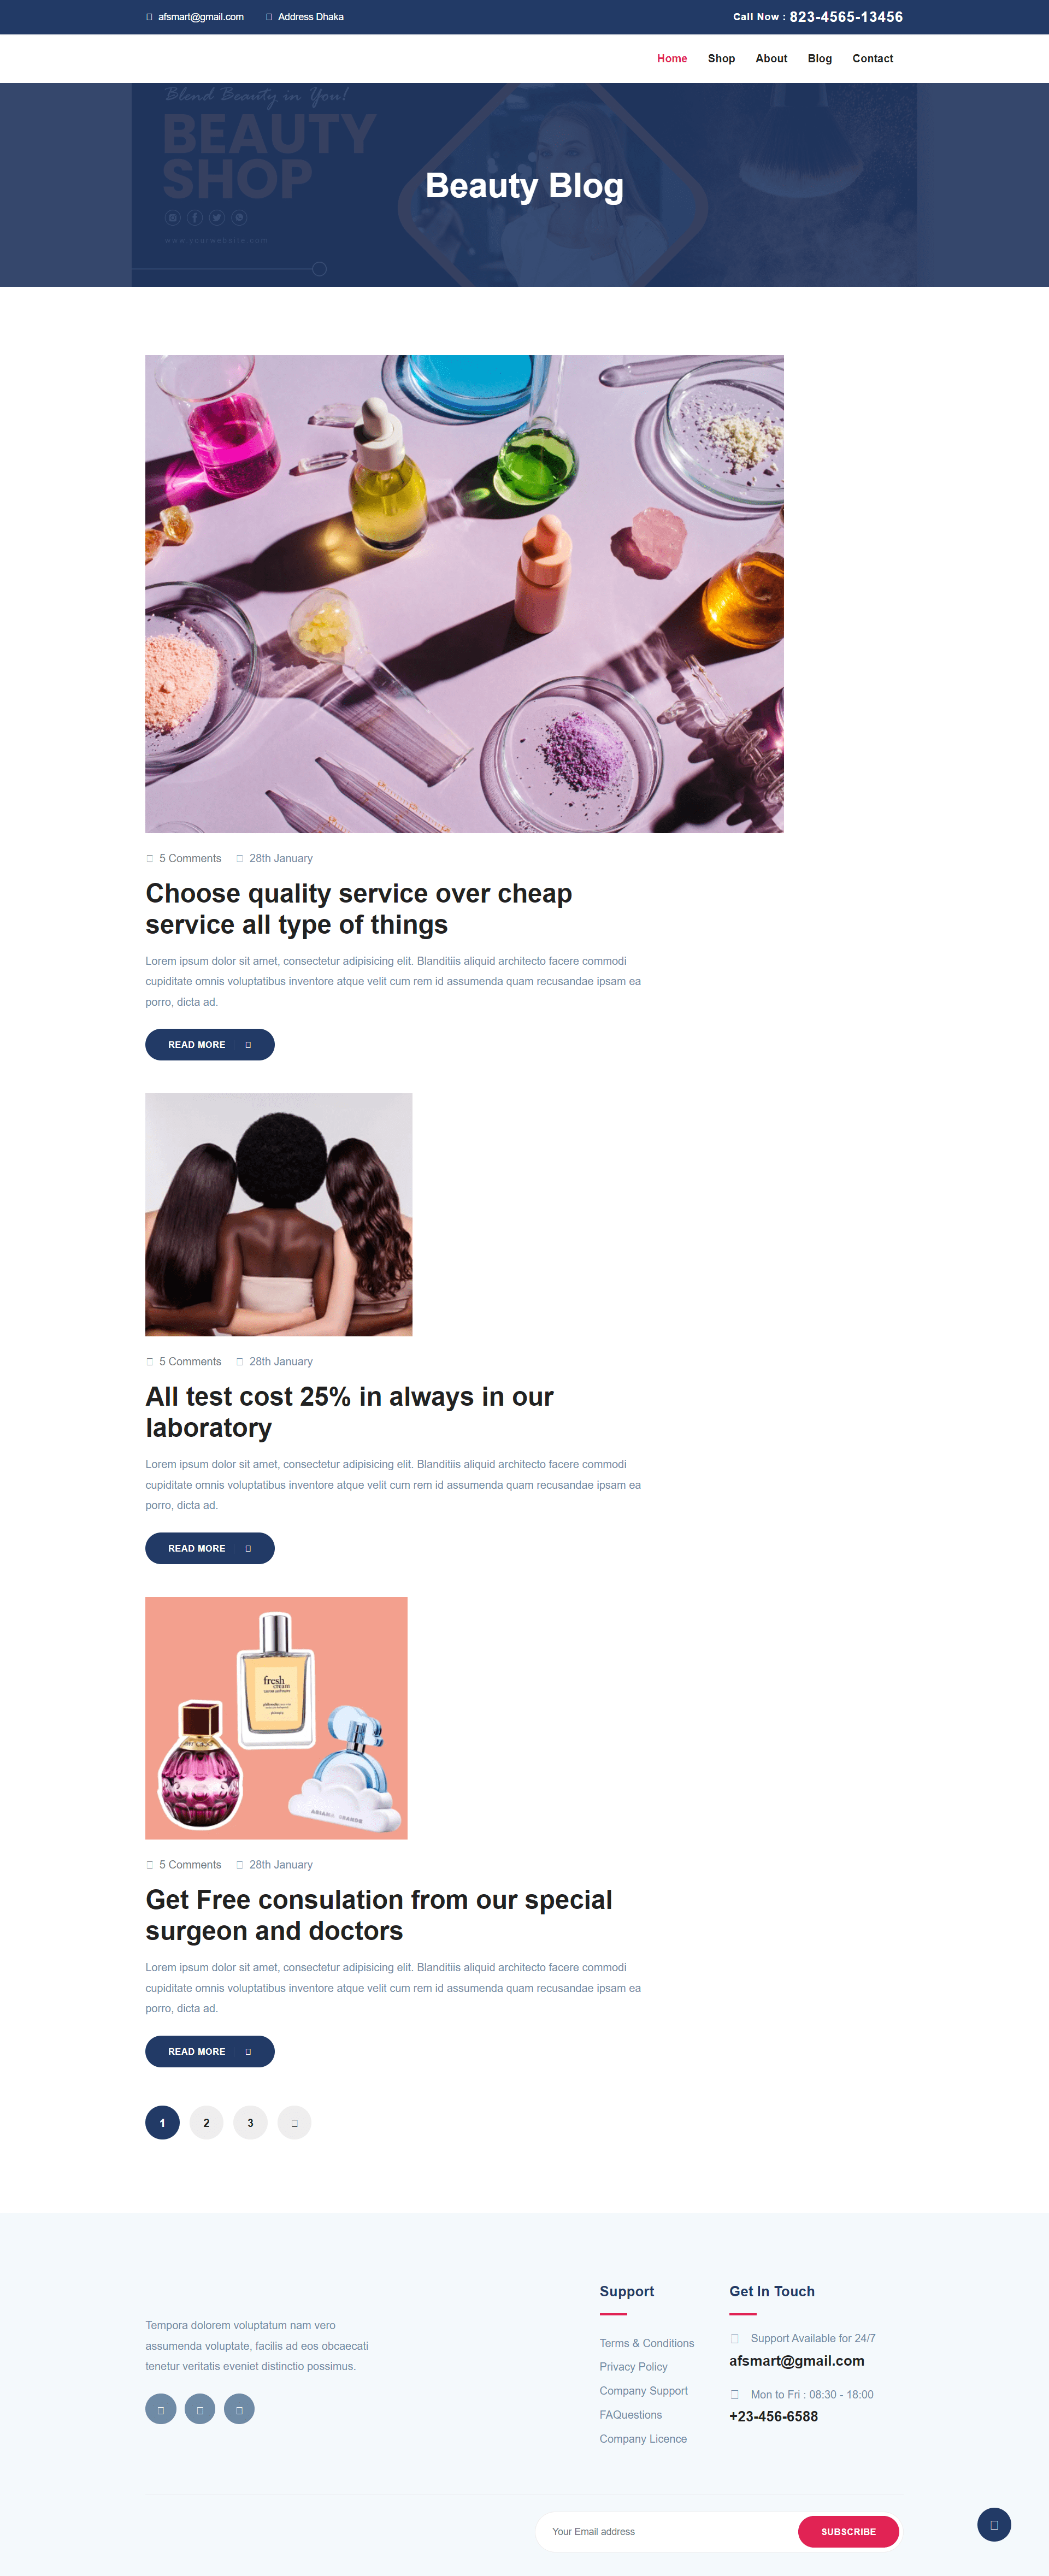 afsmart@gmail.com Address Dhaka Call Now : 823-4565-13456
Home Shop About Blog Contact
Blend Beauty in You!
BEAUTY
SHOP
www.yourwebsite.com
Beauty Blog
5 Comments 28th January
Choose quality service over cheap
service all type of things
Lorem ipsum dolor sit amet, consectetur adipisicing elit. Blanditiis aliquid architecto facere commodi
cupiditate omnis voluptatibus inventore atque velit cum rem id assumenda quam recusandae ipsam ea
porro, dicta ad.
READ MORE
5 Comments 28th January
All test cost 25% in always in our
laboratory
Lorem ipsum dolor sit amet, consectetur adipisicing elit. Blanditiis aliquid architecto facere commodi
cupiditate omnis voluptatibus inventore atque velit cum rem id assumenda quam recusandae ipsam ea
porro, dicta ad.
READ MORE
fresh
cream
philosophy
ARIANA GRANDE
5 Comments 28th January
Get Free consulation from our special
surgeon and doctors
Lorem ipsum dolor sit amet, consectetur adipisicing elit. Blanditiis aliquid architecto facere commodi
cupiditate omnis voluptatibus inventore atque velit cum rem id assumenda quam recusandae ipsam ea
porro, dicta ad.
READ MORE
1 2 3
Tempora dolorem voluptatum nam vero
assumenda voluptate, facilis ad eos obcaecati
tenetur veritatis eveniet distinctio possimus.
Support
Terms & Conditions
Privacy Policy
Company Support
FAQuestions
Company Licence
Get In Touch
Support Available for 24/7
afsmart@gmail.com
Mon to Fri : 08:30 - 18:00
+23-456-6588
Your Email address SUBSCRIBE